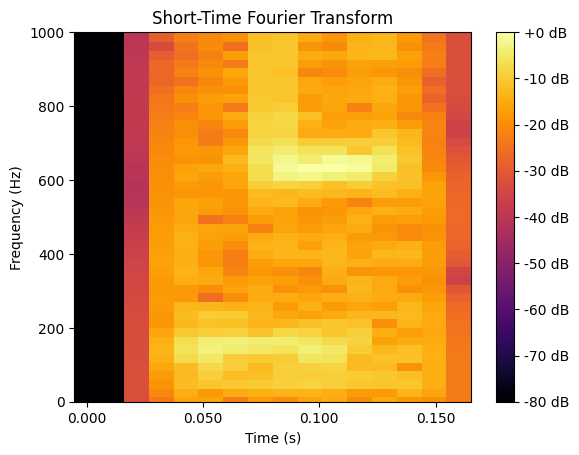 Short-Time Fourier Transform
1000
800
600
400
200
0
Frequency (Hz)
0.000
0.050
0.100
0.150
Time (s)
+0 dB
-10 dB
-20 dB
-30 dB
-40 dB
-50 dB
-60 dB
-70 dB
-80 dB